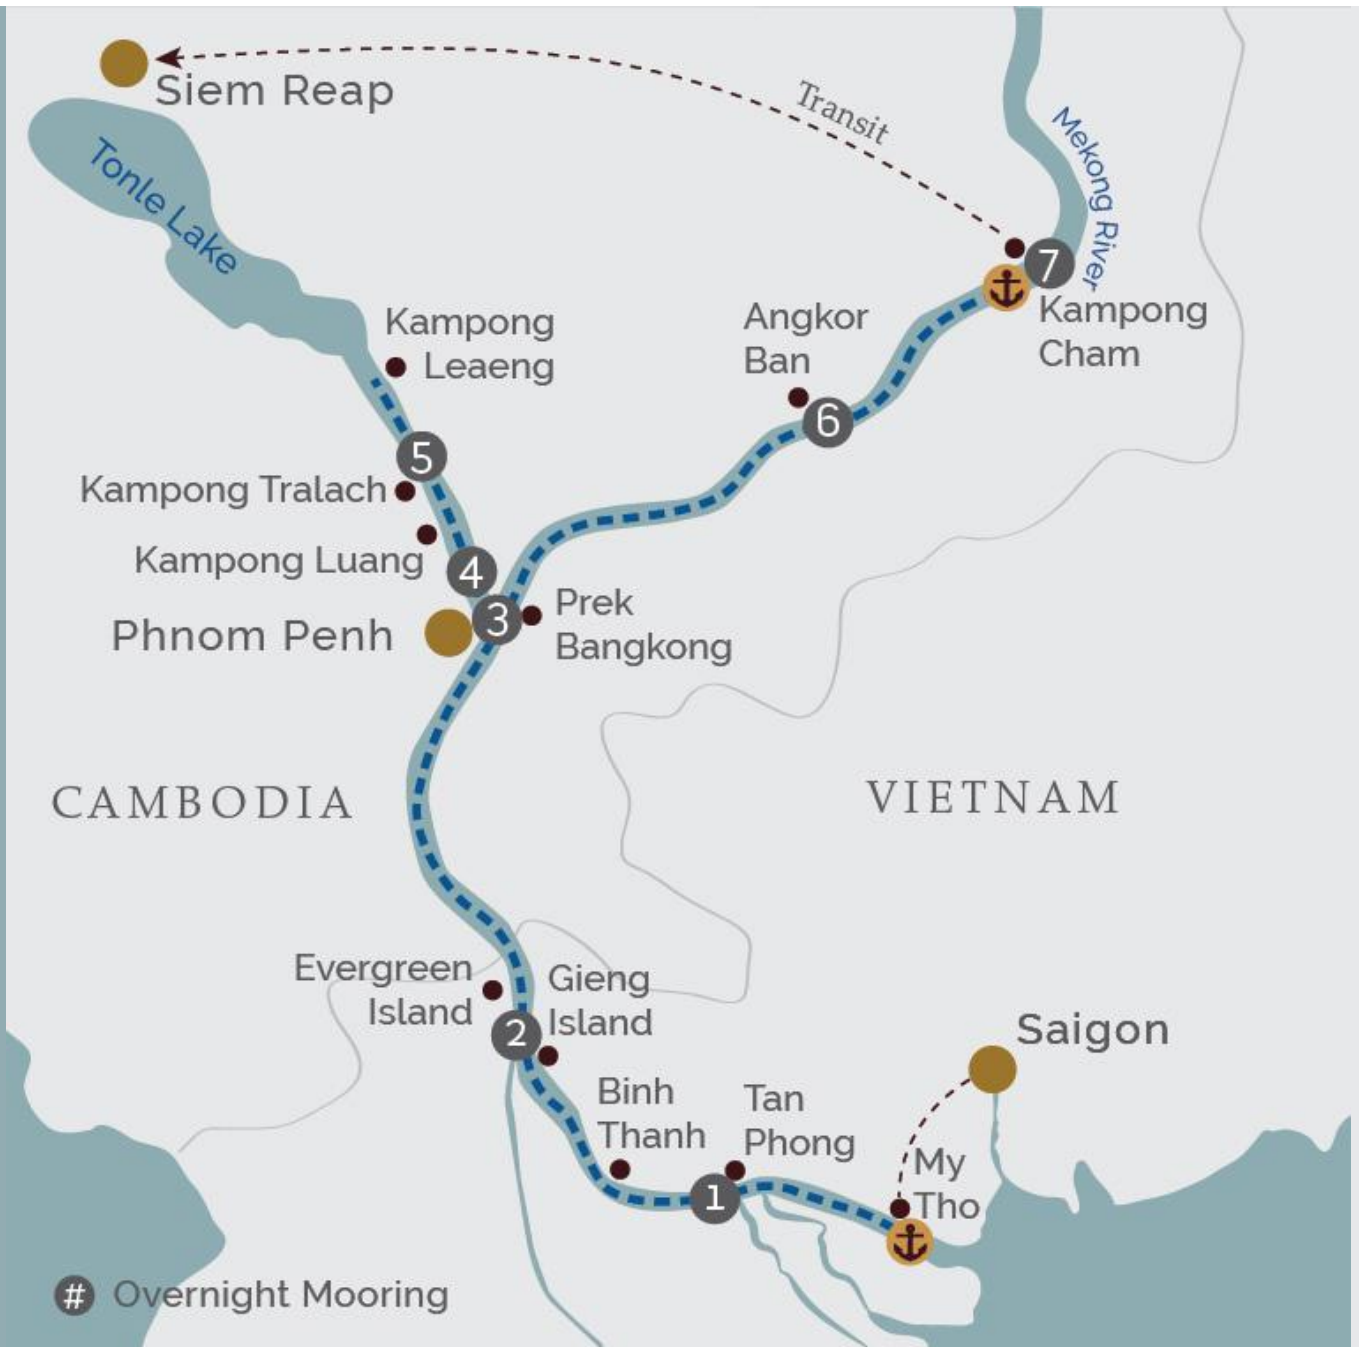 Siem Reap
Transit
Mekong River
Tonle Lake
7
Kampong
Cham
Angkor
Ban
Kampong
Leaeng
6
5
Kampong Tralach
Kampong Luang
4
3
Prek
Bangkong
Phnom Penh
CAMBODIA
VIETNAM
Evergreen
Island
Gieng
Island
2
Saigon
Binh
Thanh
Tan
Phong
My
Tho
1
# Overnight Mooring